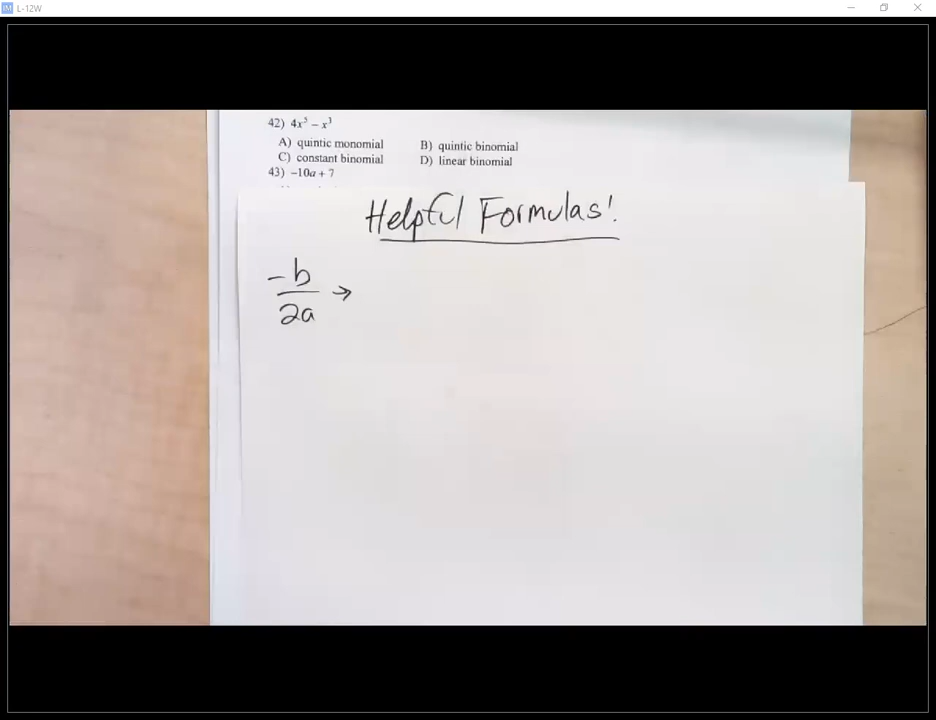 L-12W
42) 4x⁵ – x³
A) quintic monomial B) quintic binomial
C) constant binomial D) linear binomial
43) –10a + 7
Helpful Formulas!
-b/2a →